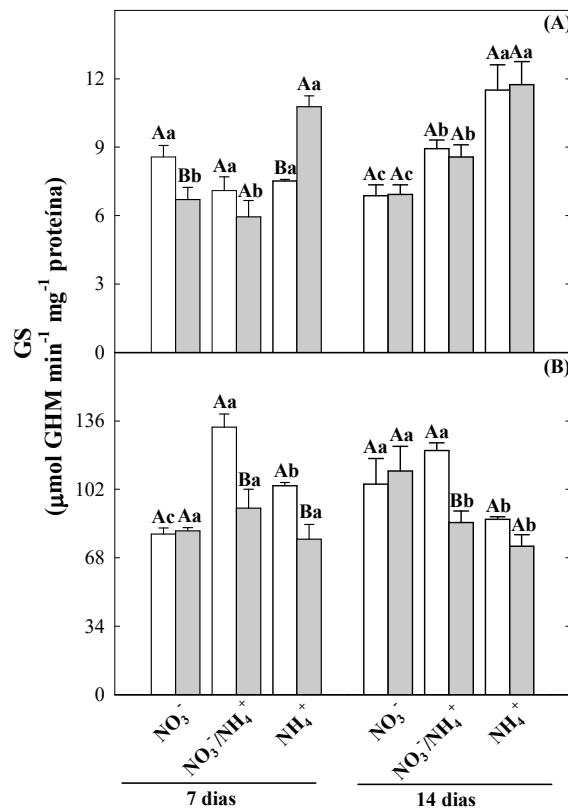 (A)
12
9
6
3
0
Aa
Bb
Aa
Ab
Ba
Aa
Ac
Ac
Ab
Ab
Aa
Aa
GS
(µmol GHM min⁻¹ mg⁻¹ proteína)
(B)
136
102
68
34
0
Ac
Aa
Aa
Ba
Ab
Ba
Aa
Aa
Aa
Bb
Ab
Ab
NO₃⁻
NO₃⁻/NH₄⁺
NH₄⁺
NO₃⁻
NO₃⁻/NH₄⁺
NH₄⁺
7 dias
14 dias